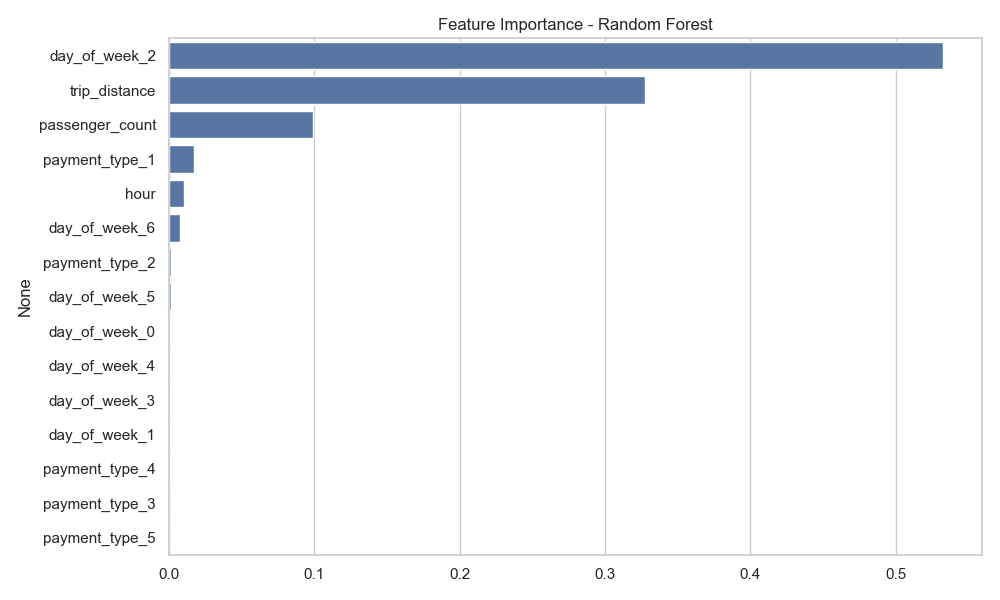 Feature Importance - Random Forest
day_of_week_2
trip_distance
passenger_count
payment_type_1
hour
day_of_week_6
payment_type_2
day_of_week_5
day_of_week_0
day_of_week_4
day_of_week_3
day_of_week_1
payment_type_4
payment_type_3
payment_type_5
None
0.0 0.1 0.2 0.3 0.4 0.5